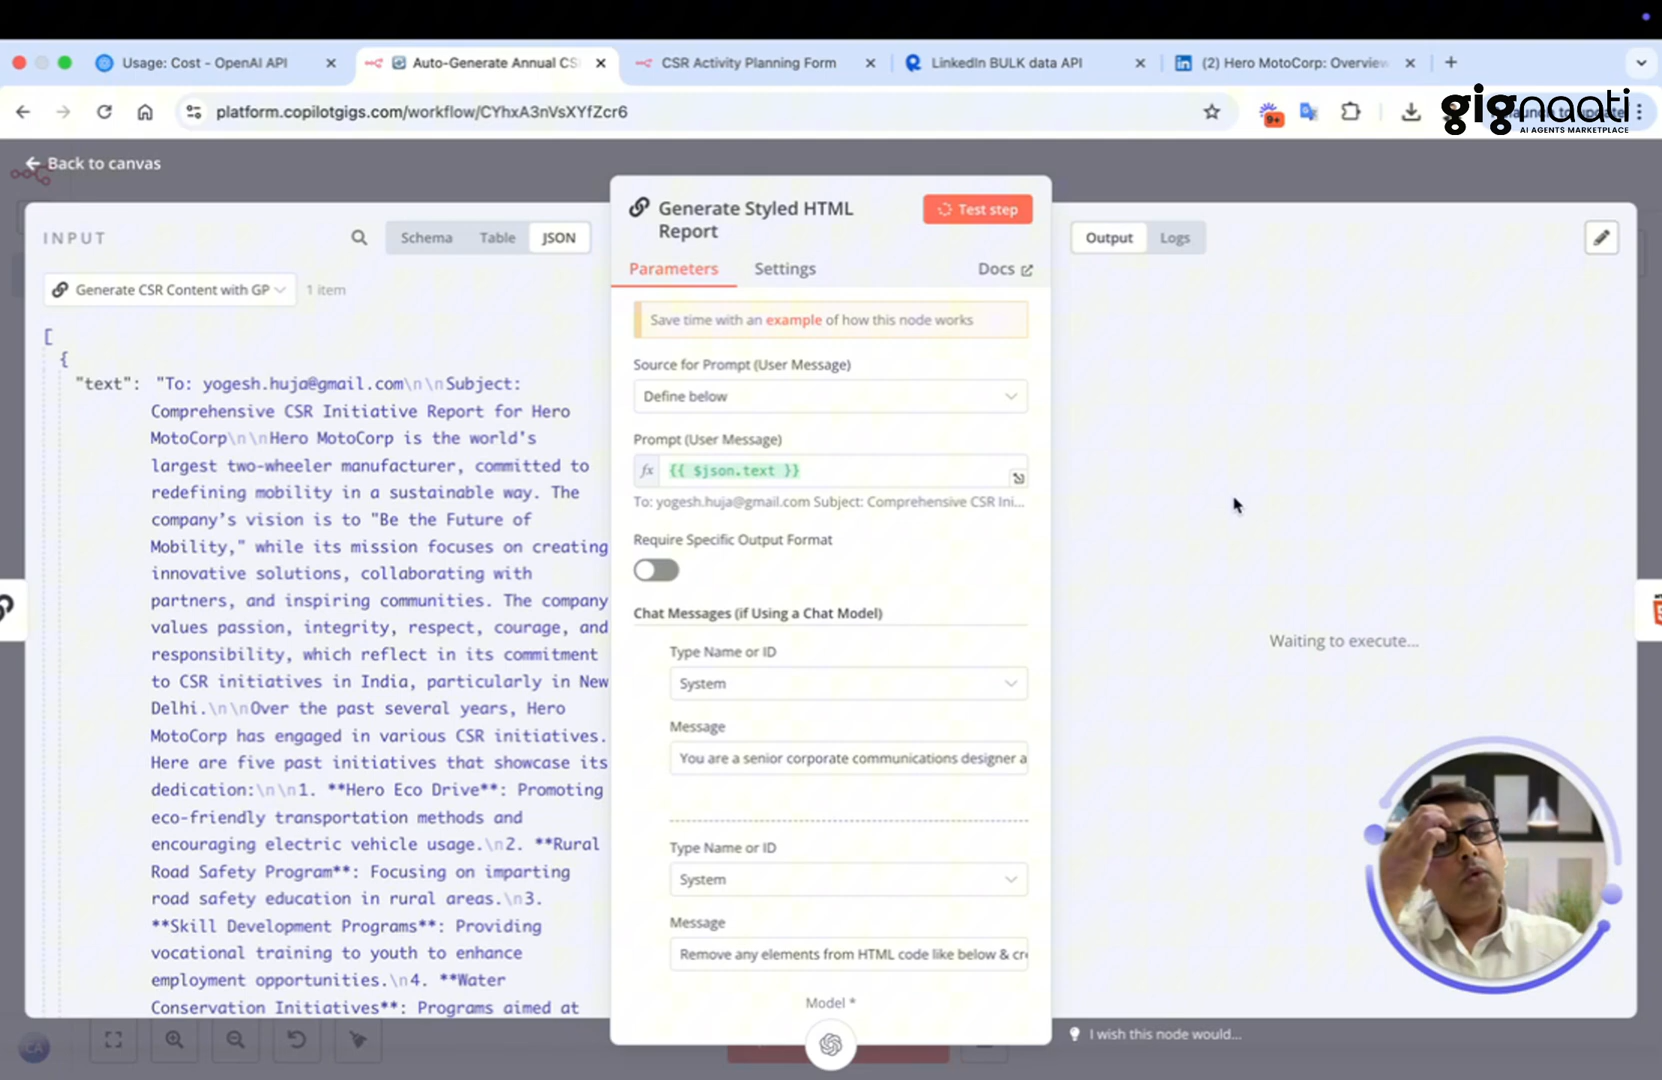 Usage: Cost - OpenAI API
Auto-Generate Annual CS
CSR Activity Planning Form
LinkedIn BULK data API
(2) Hero MotoCorp: Overview
platform.copilotgigs.com/workflow/CYhxA3nVsXYfZcr6
9+
gignaati
AI AGENTS MARKETPLACE
Back to canvas
INPUT
Schema
Table
JSON
Generate CSR Content with GP
1 item
[
{
"text": "To: yogesh.huja@gmail.com\n\nSubject:
Comprehensive CSR Initiative Report for Hero
MotoCorp\n\nHero MotoCorp is the world's
largest two-wheeler manufacturer, committed to
redefining mobility in a sustainable way. The
company’s vision is to "Be the Future of
Mobility," while its mission focuses on creating
innovative solutions, collaborating with
partners, and inspiring communities. The company
values passion, integrity, respect, courage, and
responsibility, which reflect in its commitment
to CSR initiatives in India, particularly in New
Delhi.\n\nOver the past several years, Hero
MotoCorp has engaged in various CSR initiatives.
Here are five past initiatives that showcase its
dedication:\n\n1. **Hero Eco Drive**: Promoting
eco-friendly transportation methods and
encouraging electric vehicle usage.\n2. **Rural
Road Safety Program**: Focusing on imparting
road safety education in rural areas.\n3.
**Skill Development Programs**: Providing
vocational training to youth to enhance
employment opportunities.\n4. **Water
Conservation Initiatives**: Programs aimed at
Generate Styled HTML
Report
Test step
Parameters
Settings
Docs
Save time with an example of how this node works
Source for Prompt (User Message)
Define below
Prompt (User Message)
fx {{ $json.text }}
To: yogesh.huja@gmail.com Subject: Comprehensive CSR Ini...
Require Specific Output Format
Chat Messages (if Using a Chat Model)
Type Name or ID
System
Message
You are a senior corporate communications designer a
Type Name or ID
System
Message
Remove any elements from HTML code like below & cr
Model *
Output
Logs
Waiting to execute...
I wish this node would...